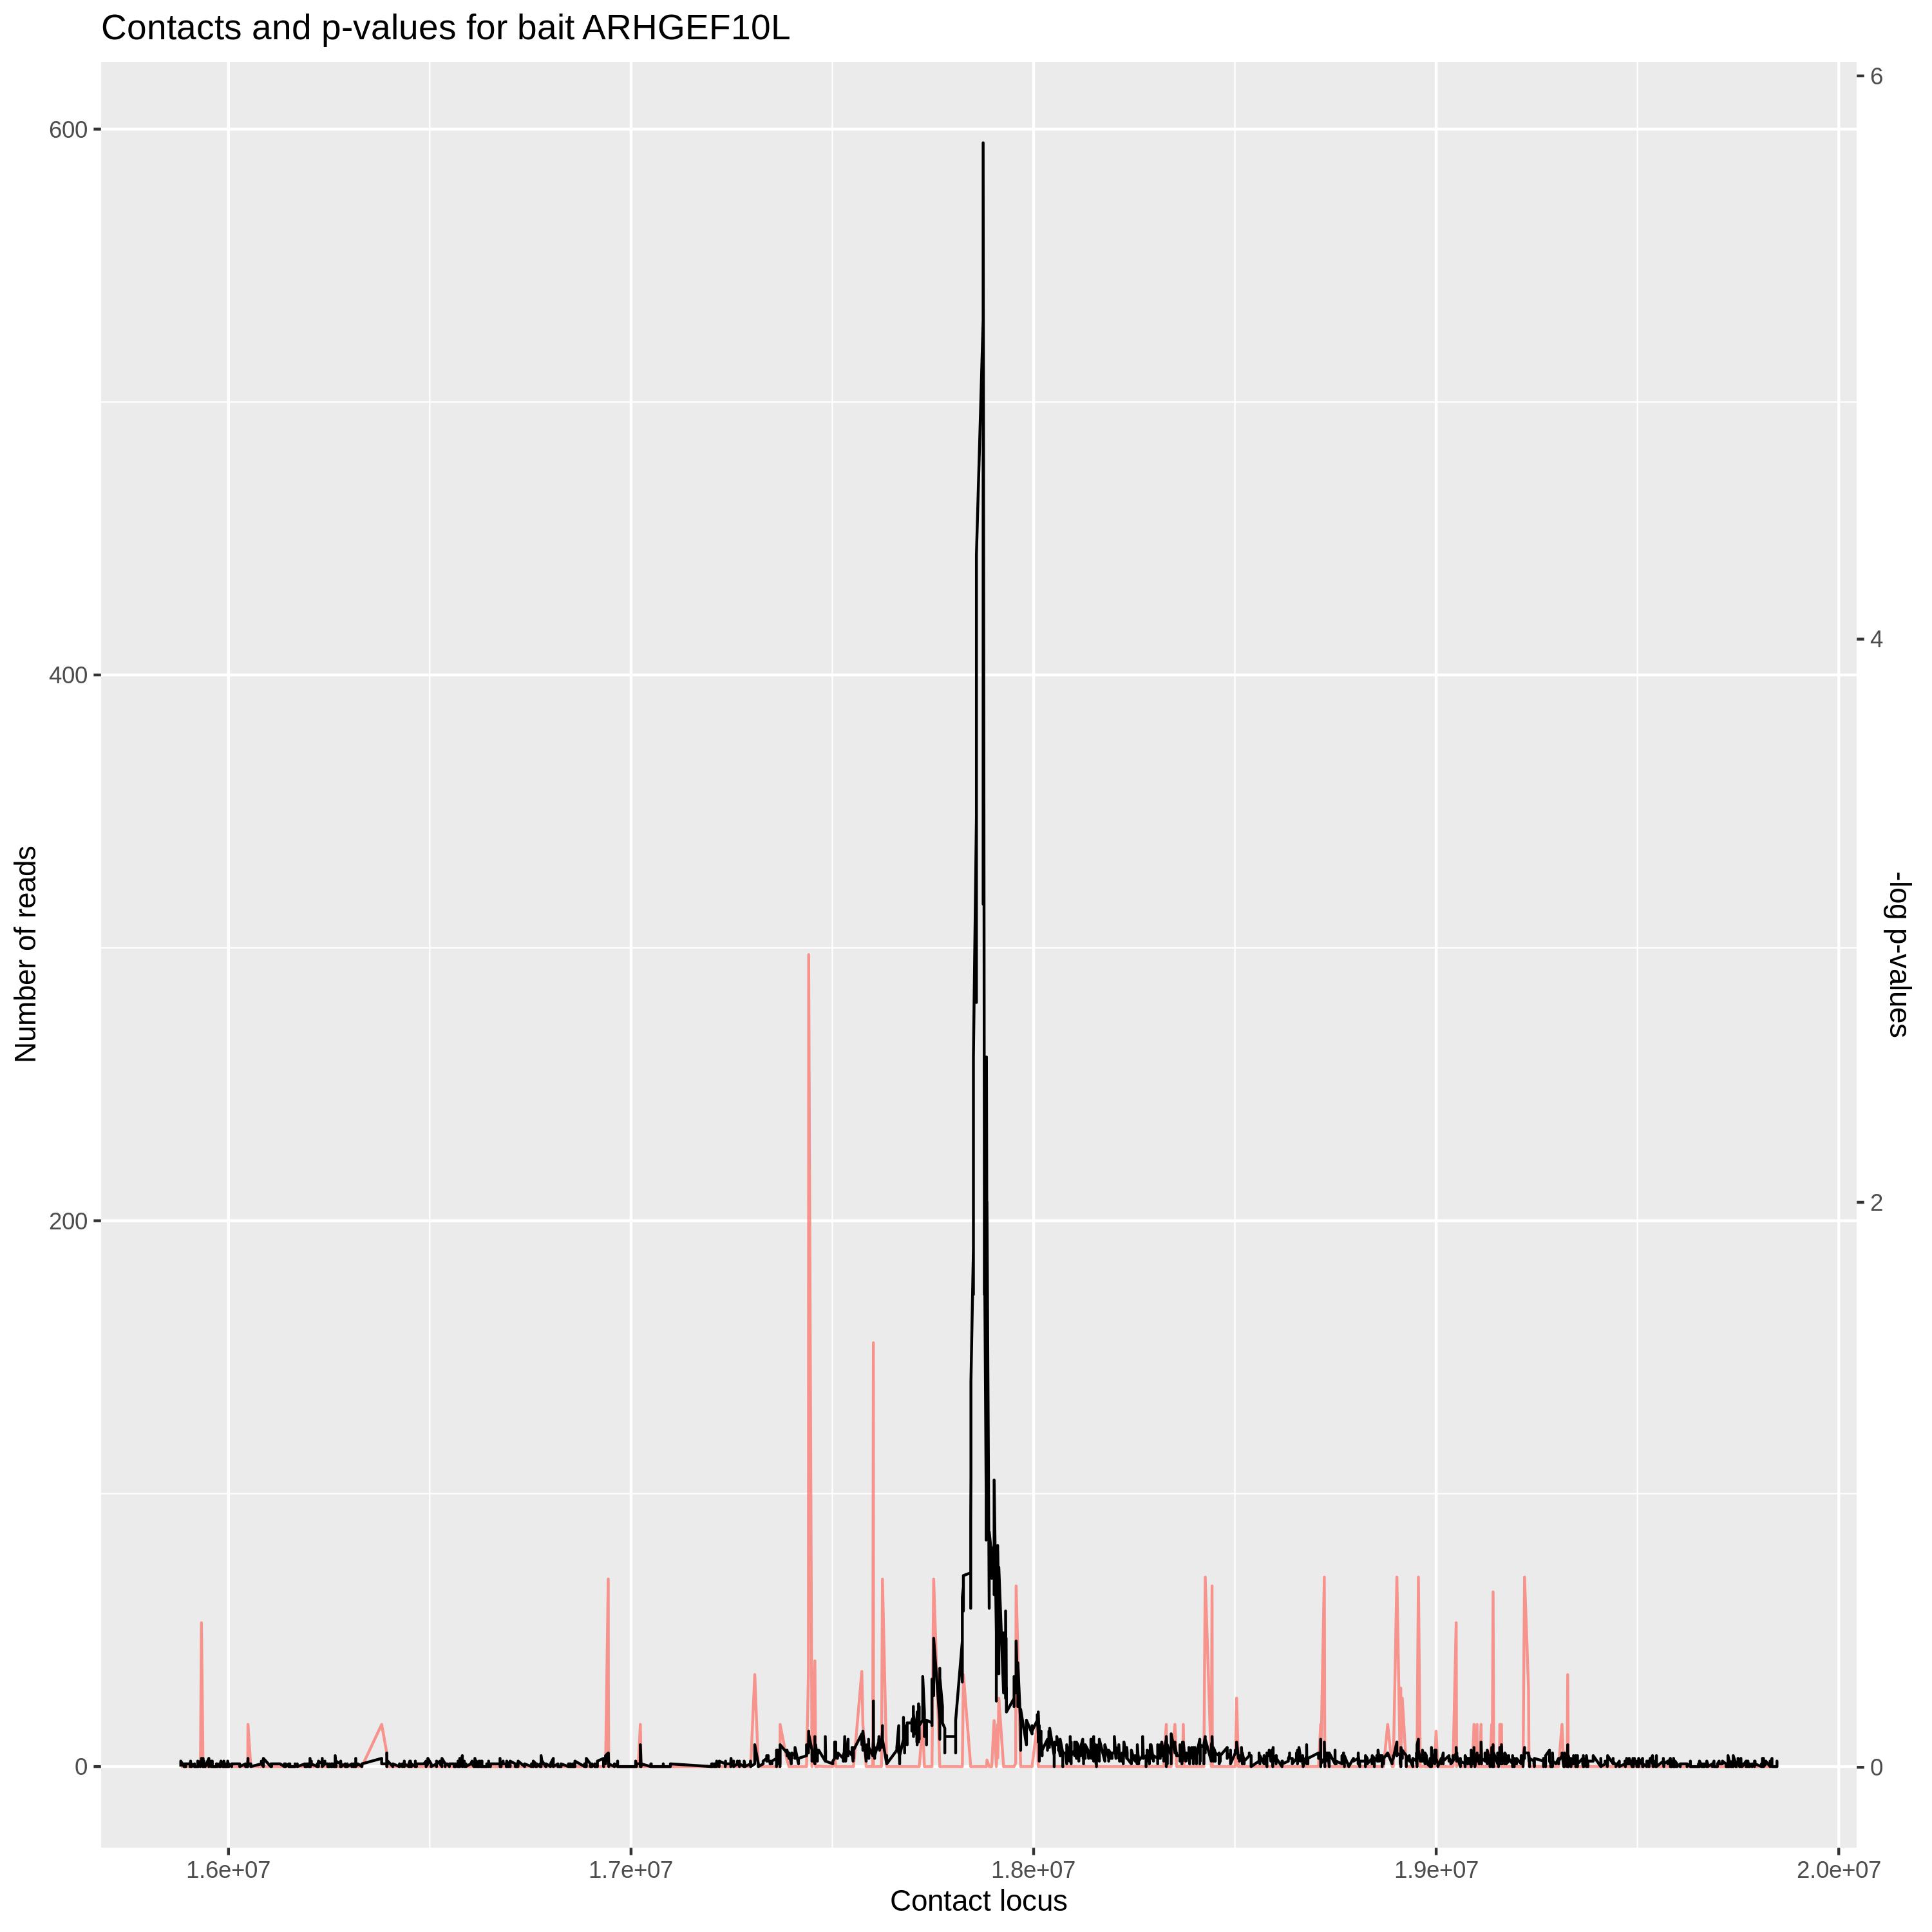 Contacts and p-values for bait ARHGEF10L
6
600
4
400
Number of reads
-log p-values
2
200
0
0
1.6e+07
1.7e+07
1.8e+07
1.9e+07
2.0e+07
Contact locus